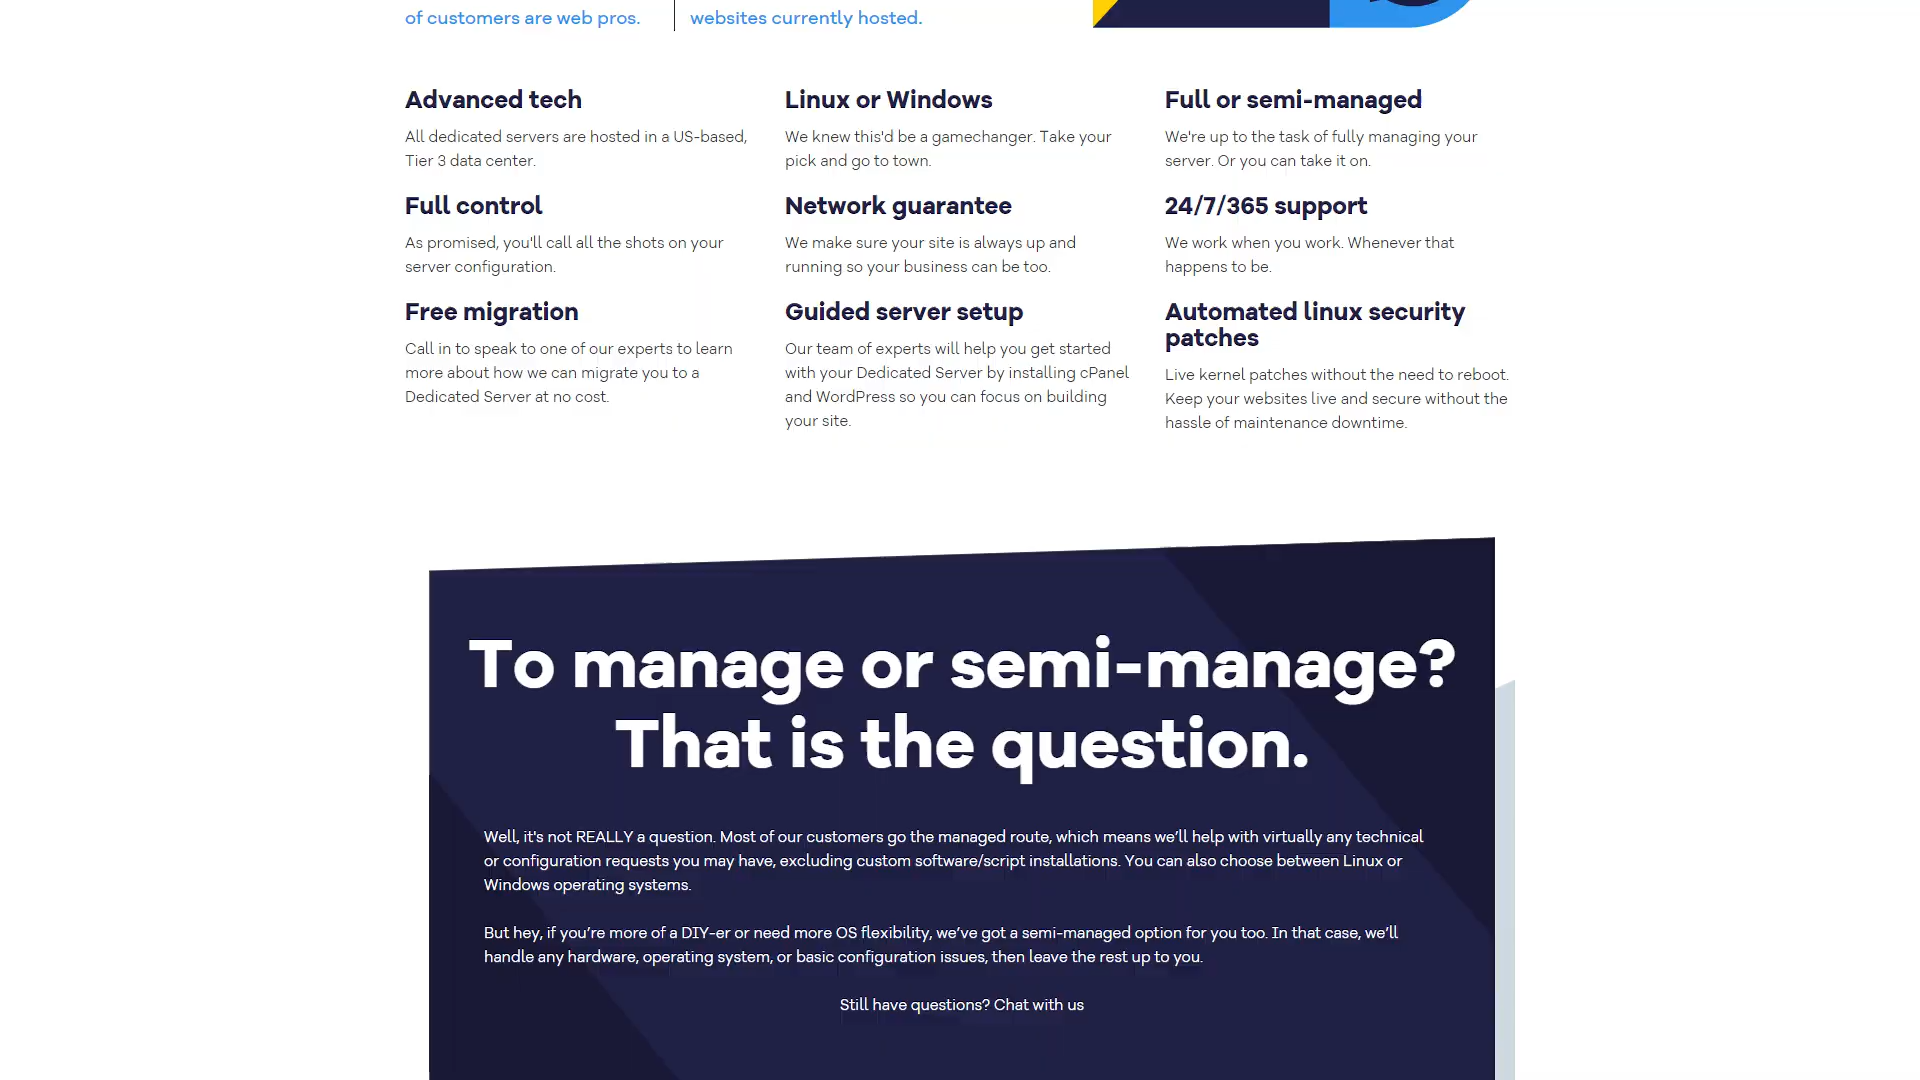 of customers are web pros.
websites currently hosted.
Advanced tech
All dedicated servers are hosted in a US-based,
Tier 3 data center.
Linux or Windows
We knew this'd be a gamechanger. Take your
pick and go to town.
Full or semi-managed
We're up to the task of fully managing your
server. Or you can take it on.
Full control
As promised, you'll call all the shots on your
server configuration.
Network guarantee
We make sure your site is always up and
running so your business can be too.
24/7/365 support
We work when you work. Whenever that
happens to be.
Free migration
Call in to speak to one of our experts to learn
more about how we can migrate you to a
Dedicated Server at no cost.
Guided server setup
Our team of experts will help you get started
with your Dedicated Server by installing cPanel
and WordPress so you can focus on building
your site.
Automated linux security
patches
Live kernel patches without the need to reboot.
Keep your websites live and secure without the
hassle of maintenance downtime.
To manage or semi-manage?
That is the question.
Well, it's not REALLY a question. Most of our customers go the managed route, which means we’ll help with virtually any technical
or configuration requests you may have, excluding custom software/script installations. You can also choose between Linux or
Windows operating systems.
But hey, if you’re more of a DIY-er or need more OS flexibility, we’ve got a semi-managed option for you too. In that case, we’ll
handle any hardware, operating system, or basic configuration issues, then leave the rest up to you.
Still have questions? Chat with us